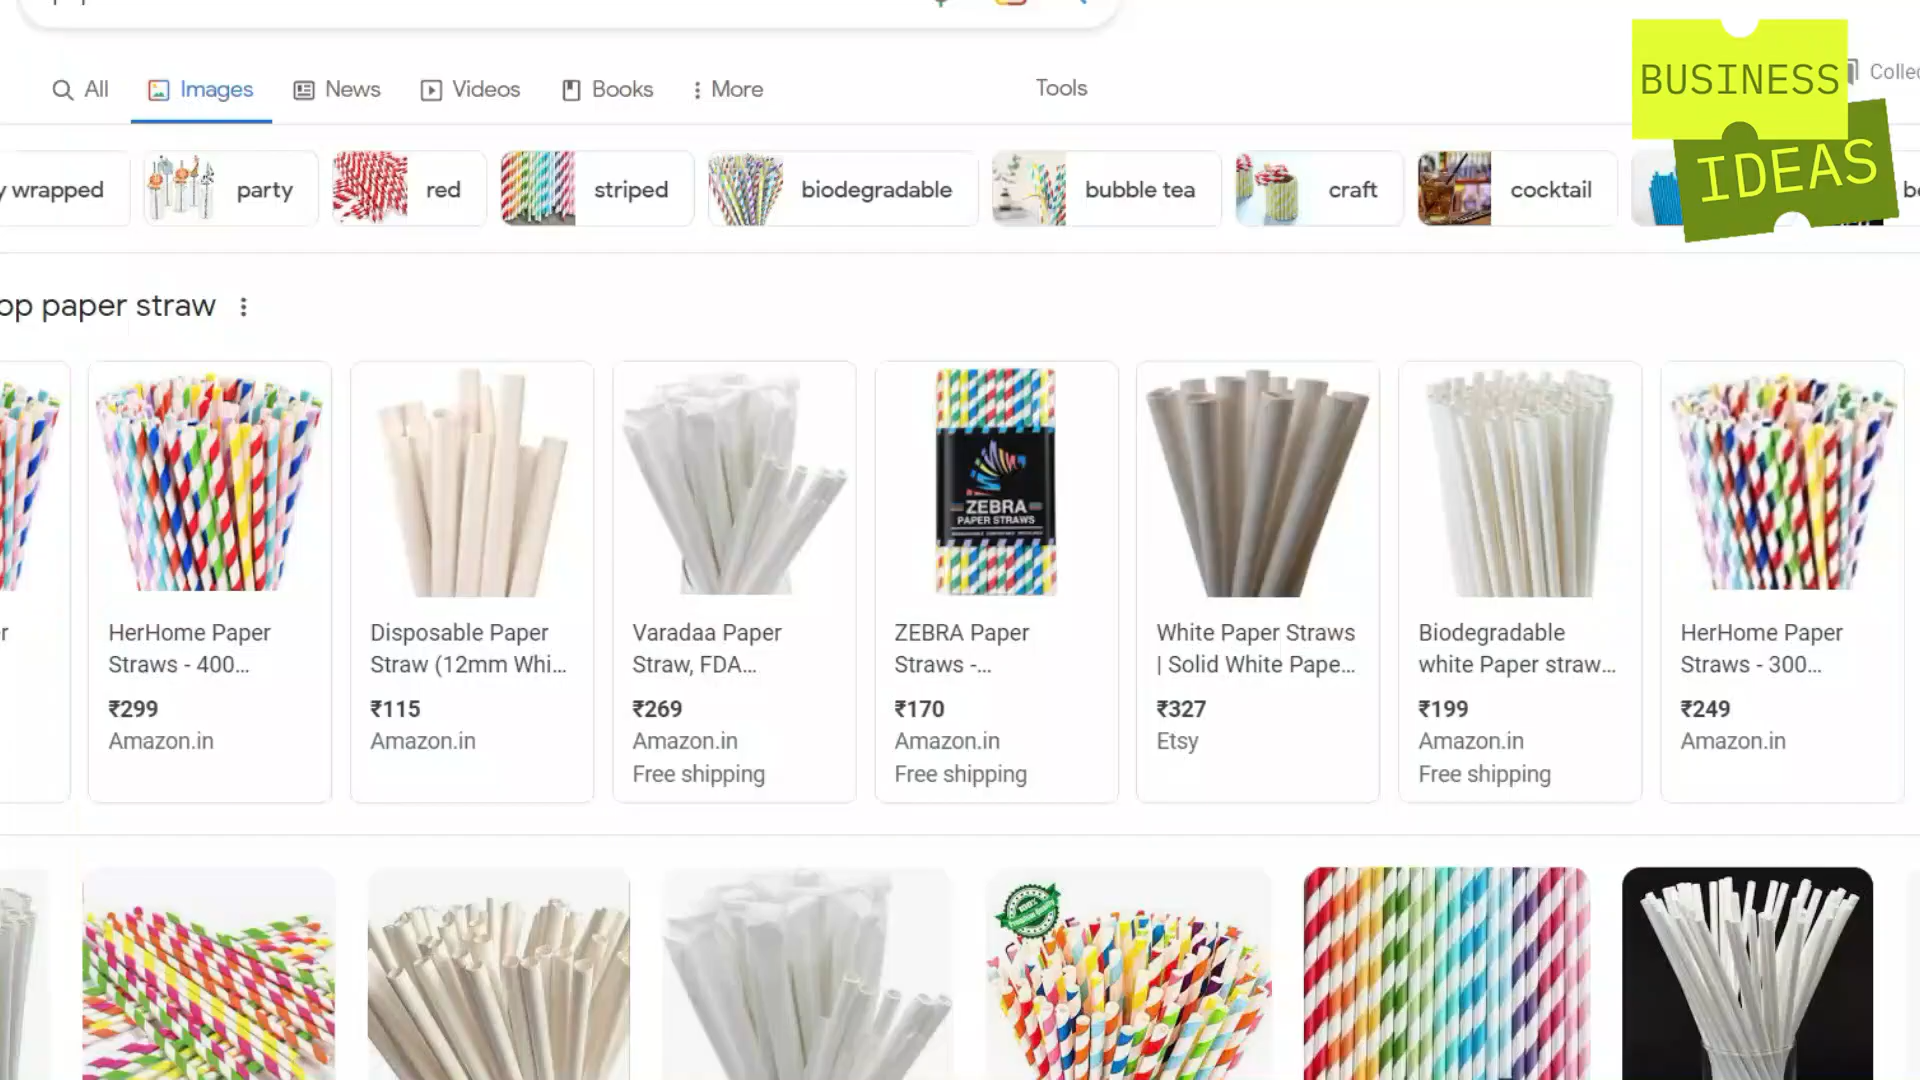 All
Images
News
Videos
Books
More
Tools
BUSINESS
IDEAS
wrapped
party
red
striped
biodegradable
bubble tea
craft
cocktail
op paper straw
HerHome Paper
Straws - 400...
₹299
Amazon.in
Disposable Paper
Straw (12mm Whi...
₹115
Amazon.in
Varadaa Paper
Straw, FDA...
₹269
Amazon.in
Free shipping
ZEBRA
PAPER STRAWS
ZEBRA Paper
Straws -...
₹170
Amazon.in
Free shipping
White Paper Straws
| Solid White Pape...
₹327
Etsy
Biodegradable
white Paper straw...
₹199
Amazon.in
Free shipping
HerHome Paper
Straws - 300...
₹249
Amazon.in
100%
Premium Quality